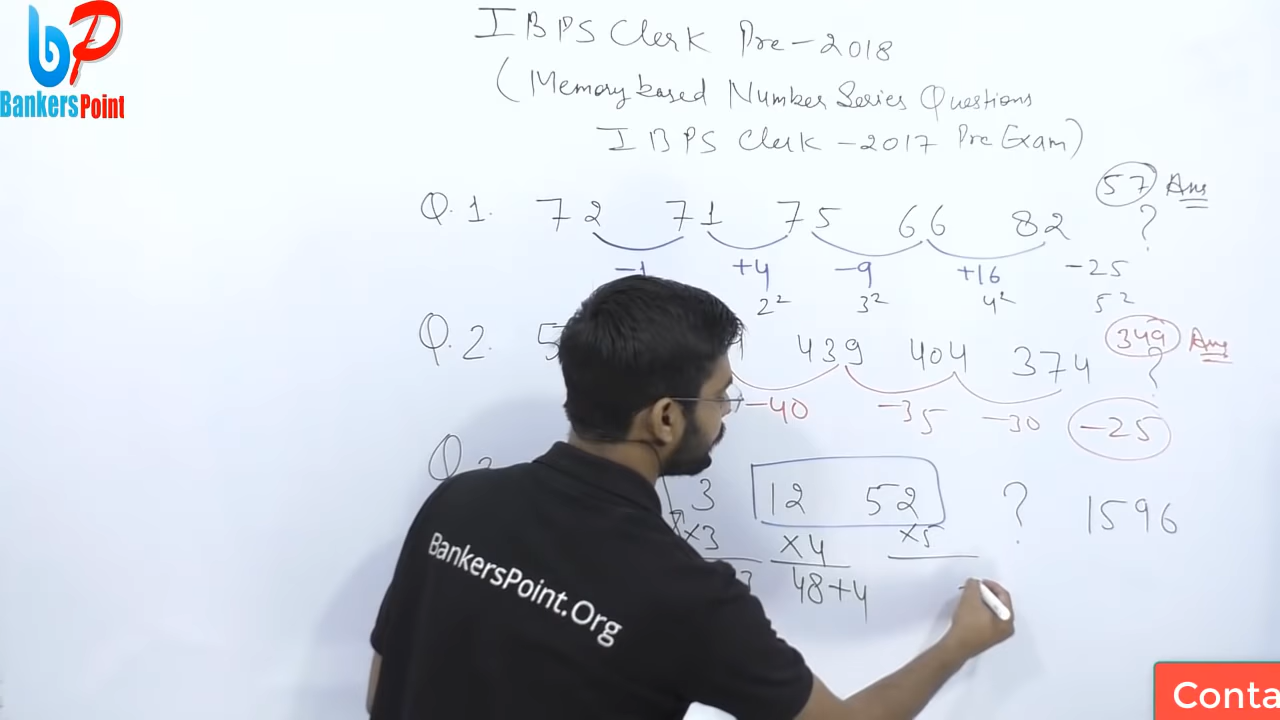 bP
BankersPoint
IBPS Clerk Pre-2018
(Memory based Number Series Questions
IBPS Clerk -2017 Pre Exam)
57 Ans
Q.1. 72 71 75 66 82 ?
-1 +4 -9 +16 -25
2² 3² 4² 5²
349 Ans
Q.2. 439 404 374 ?
-40 -35 -30 -25
3 12 52 ? 1596
×3 ×4 ×5
48+4
BankersPoint.Org
Conta